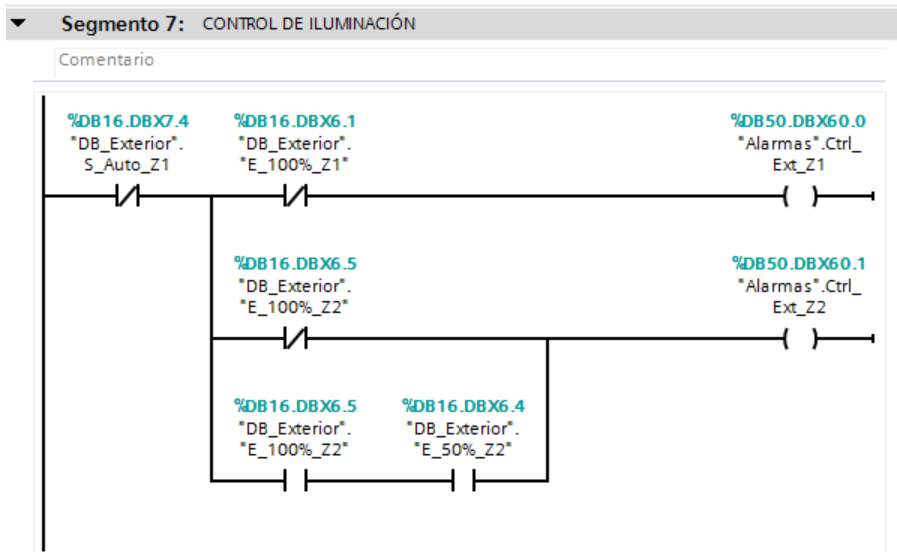 Segmento 7: CONTROL DE ILUMINACIÓN
Comentario
%DB16.DBX7.4
"DB_Exterior".
S_Auto_Z1
%DB16.DBX6.1
"DB_Exterior".
"E_100%_Z1"
%DB50.DBX60.0
"Alarmas".Ctrl_
Ext_Z1
%DB16.DBX6.5
"DB_Exterior".
"E_100%_Z2"
%DB50.DBX60.1
"Alarmas".Ctrl_
Ext_Z2
%DB16.DBX6.5
"DB_Exterior".
"E_100%_Z2"
%DB16.DBX6.4
"DB_Exterior".
"E_50%_Z2"